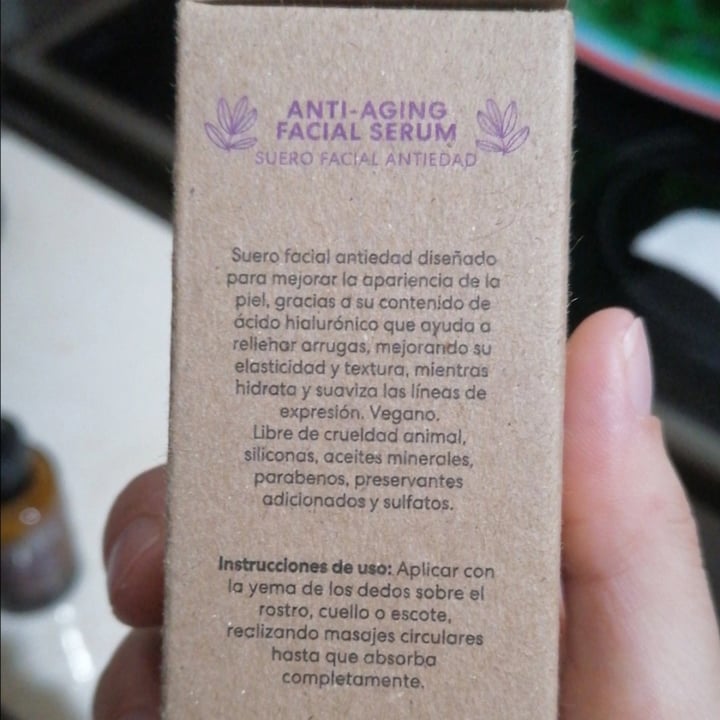 ANTI-AGING
FACIAL SERUM
SUERO FACIAL ANTIEDAD
Suero facial antiedad diseñado
para mejorar la apariencia de la
piel, gracias a su contenido de
ácido hialurónico que ayuda a
rellenar arrugas, mejorando su
elasticidad y textura, mientras
hidrata y suaviza las líneas de
expresión. Vegano.
Libre de crueldad animal,
siliconas, aceites minerales,
parabenos, preservantes
adicionados y sulfatos.
Instrucciones de uso: Aplicar con
la yema de los dedos sobre el
rostro, cuello o escote,
realizando masajes circulares
hasta que absorba
completamente.